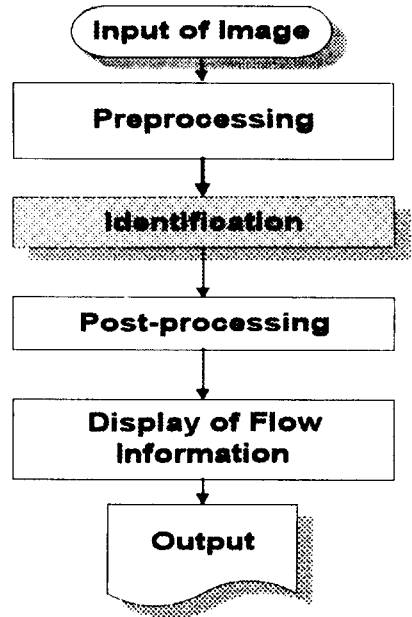 Input of Image
Preprocessing
Identification
Post-processing
Display of Flow
Information
Output